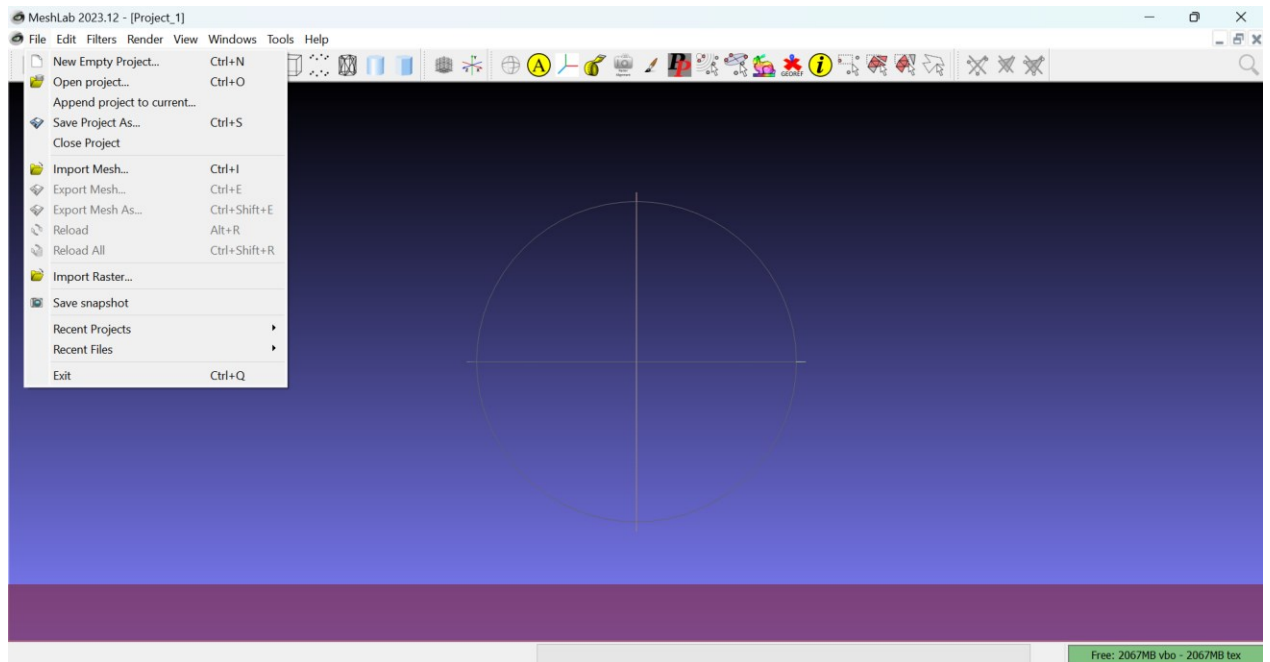 MeshLab 2023.12 - [Project_1]
File Edit Filters Render View Windows Tools Help
New Empty Project... Ctrl+N
Open project... Ctrl+O
Append project to current...
Save Project As... Ctrl+S
Close Project
Import Mesh... Ctrl+I
Export Mesh... Ctrl+E
Export Mesh As... Ctrl+Shift+E
Reload Alt+R
Reload All Ctrl+Shift+R
Import Raster...
Save snapshot
Recent Projects
Recent Files
Exit Ctrl+Q
A
Pp
GEOREF
i
Free: 2067MB vbo - 2067MB tex